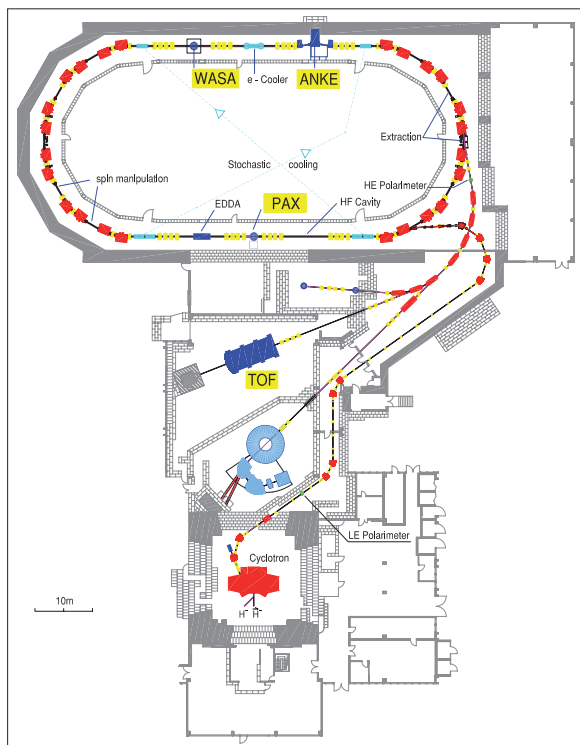 WASA
e - Cooler
ANKE
Extraction
Stochastic cooling
HE Polarimeter
spin manipulation
EDDA
PAX
HF Cavity
TOF
LE Polarimeter
Cyclotron
10m
H⁻ H⁻